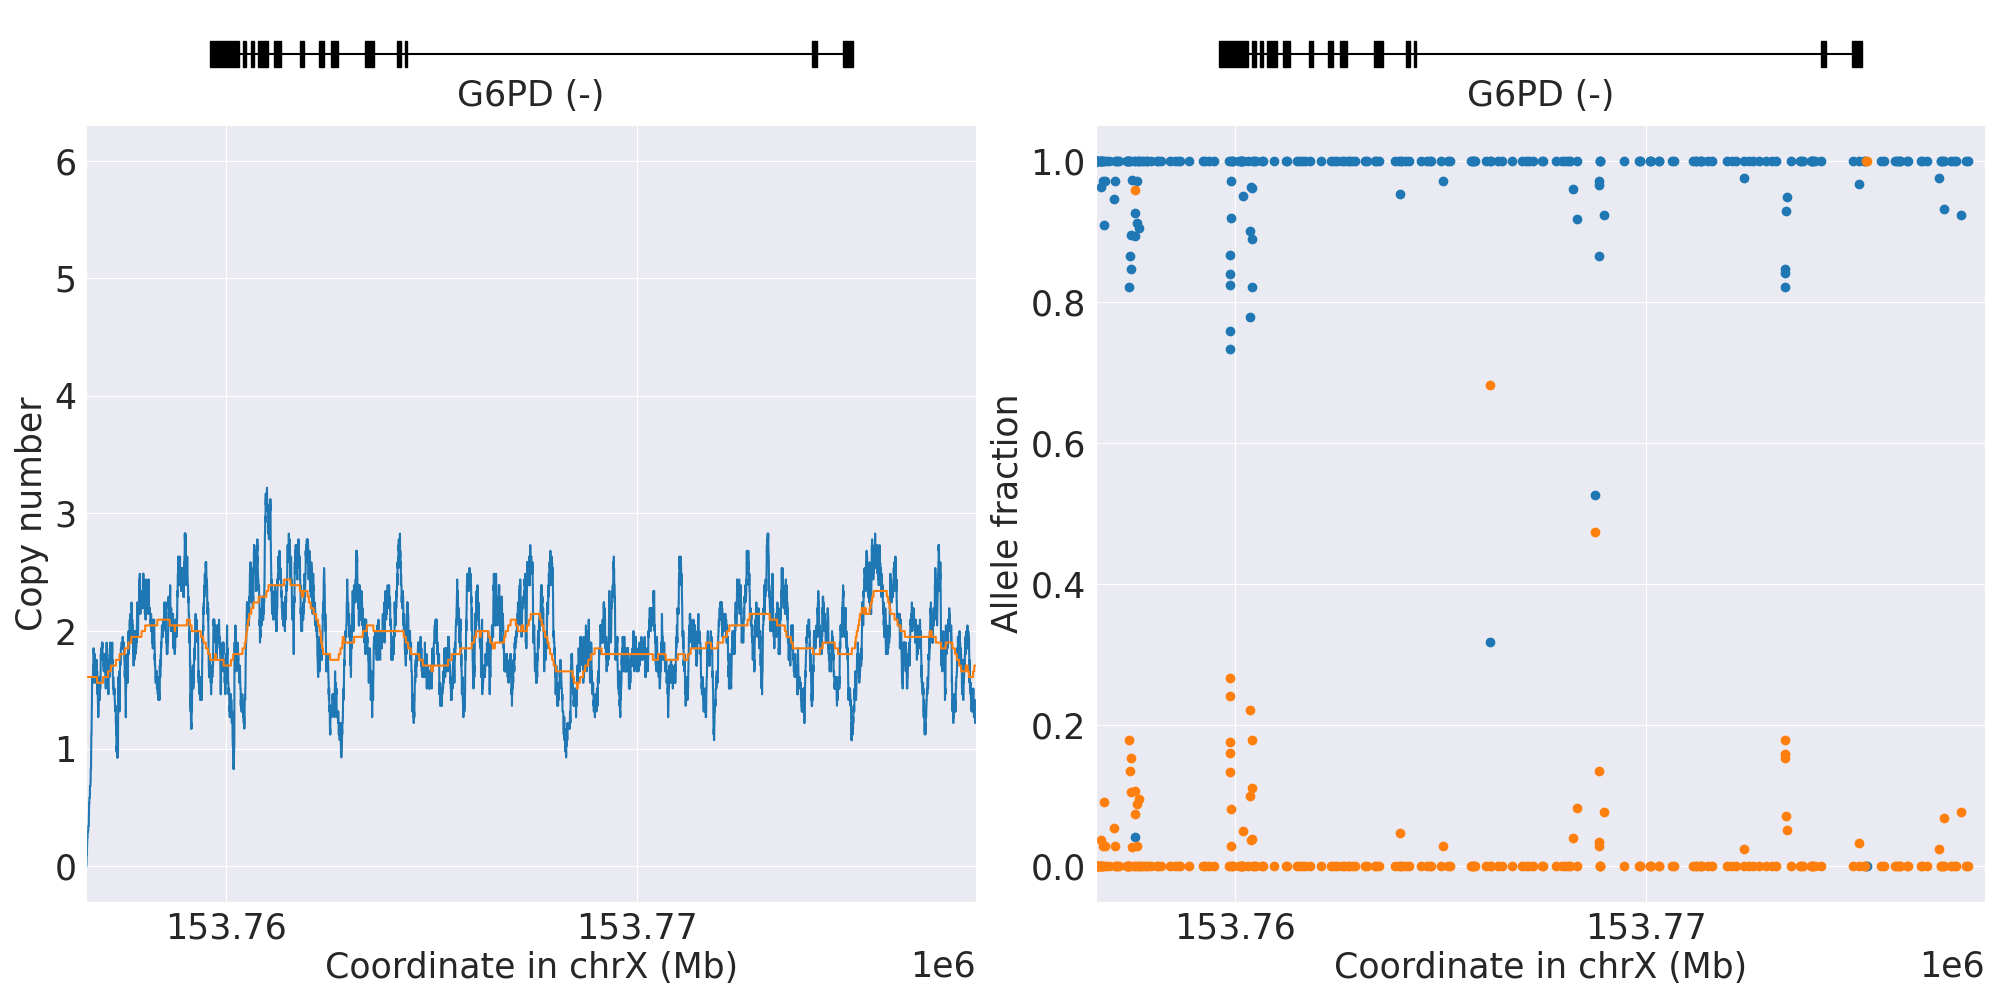 G6PD (-)
6
5
4
3
2
1
0
Copy number
153.76
153.77
Coordinate in chrX (Mb)
1e6
G6PD (-)
1.0
0.8
0.6
0.4
0.2
0.0
Allele fraction
153.76
153.77
Coordinate in chrX (Mb)
1e6